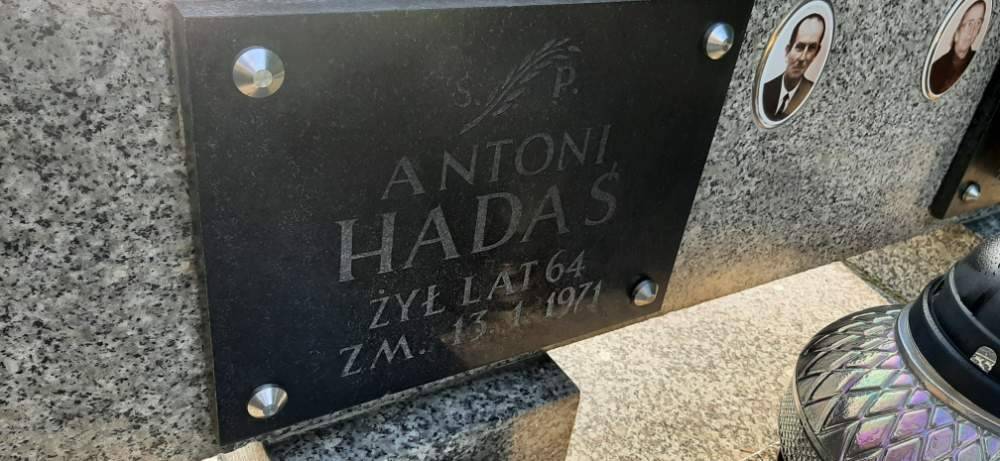 Ś. P.
ANTONI
HADAŚ
ŻYŁ LAT 64
ZM. 13.1.1971